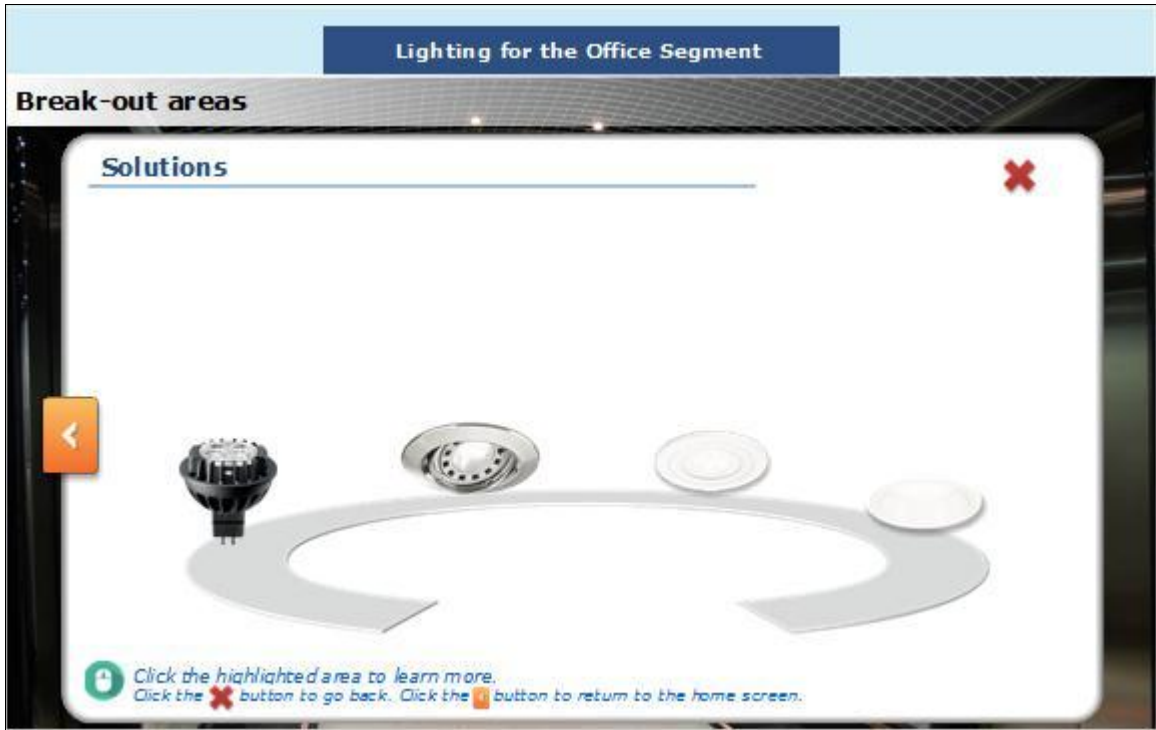 Lighting for the Office Segment
Break-out areas
Solutions
Click the highlighted area to learn more.
Click the button to go back. Click the button to return to the home screen.